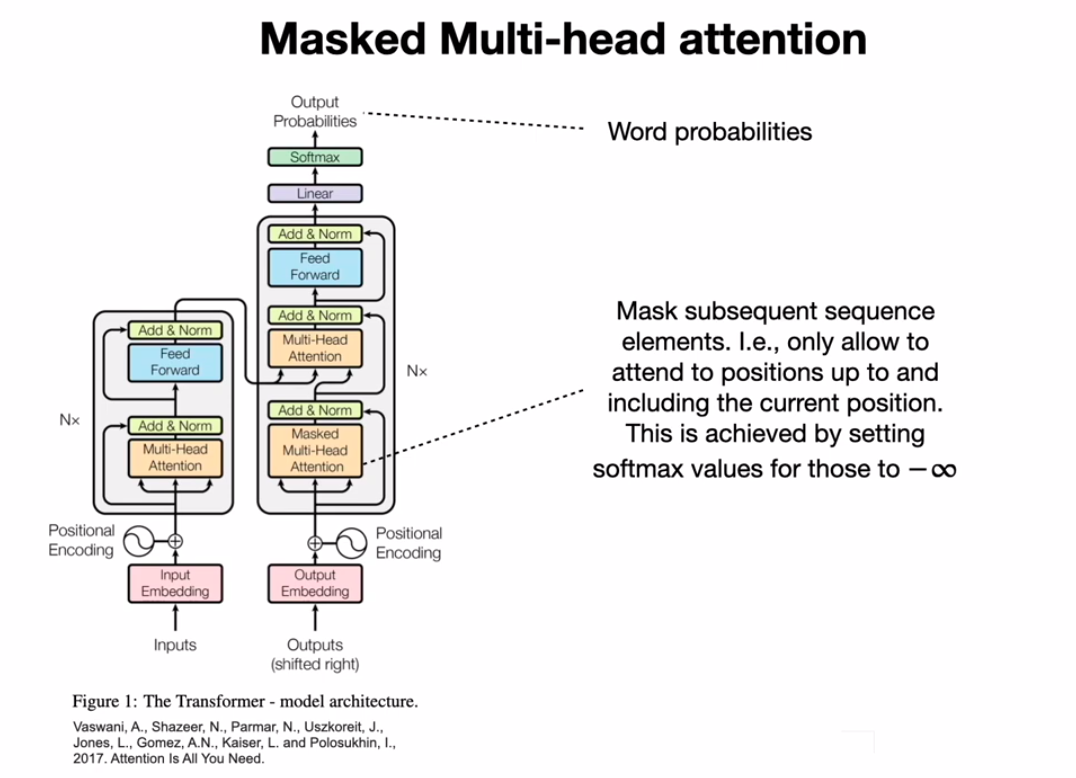 Masked Multi-head attention
Output
Probabilities
Softmax
Linear
Add & Norm
Feed
Forward
Add & Norm
Multi-Head
Attention
Nx
Add & Norm
Masked
Multi-Head
Attention
Positional
Encoding
Output
Embedding
Outputs
(shifted right)
Add & Norm
Feed
Forward
Nx
Add & Norm
Multi-Head
Attention
Positional
Encoding
Input
Embedding
Inputs
Word probabilities
Mask subsequent sequence
elements. I.e., only allow to
attend to positions up to and
including the current position.
This is achieved by setting
softmax values for those to −∞
Figure 1: The Transformer - model architecture.
Vaswani, A., Shazeer, N., Parmar, N., Uszkoreit, J.,
Jones, L., Gomez, A.N., Kaiser, L. and Polosukhin, I.,
2017. Attention Is All You Need.